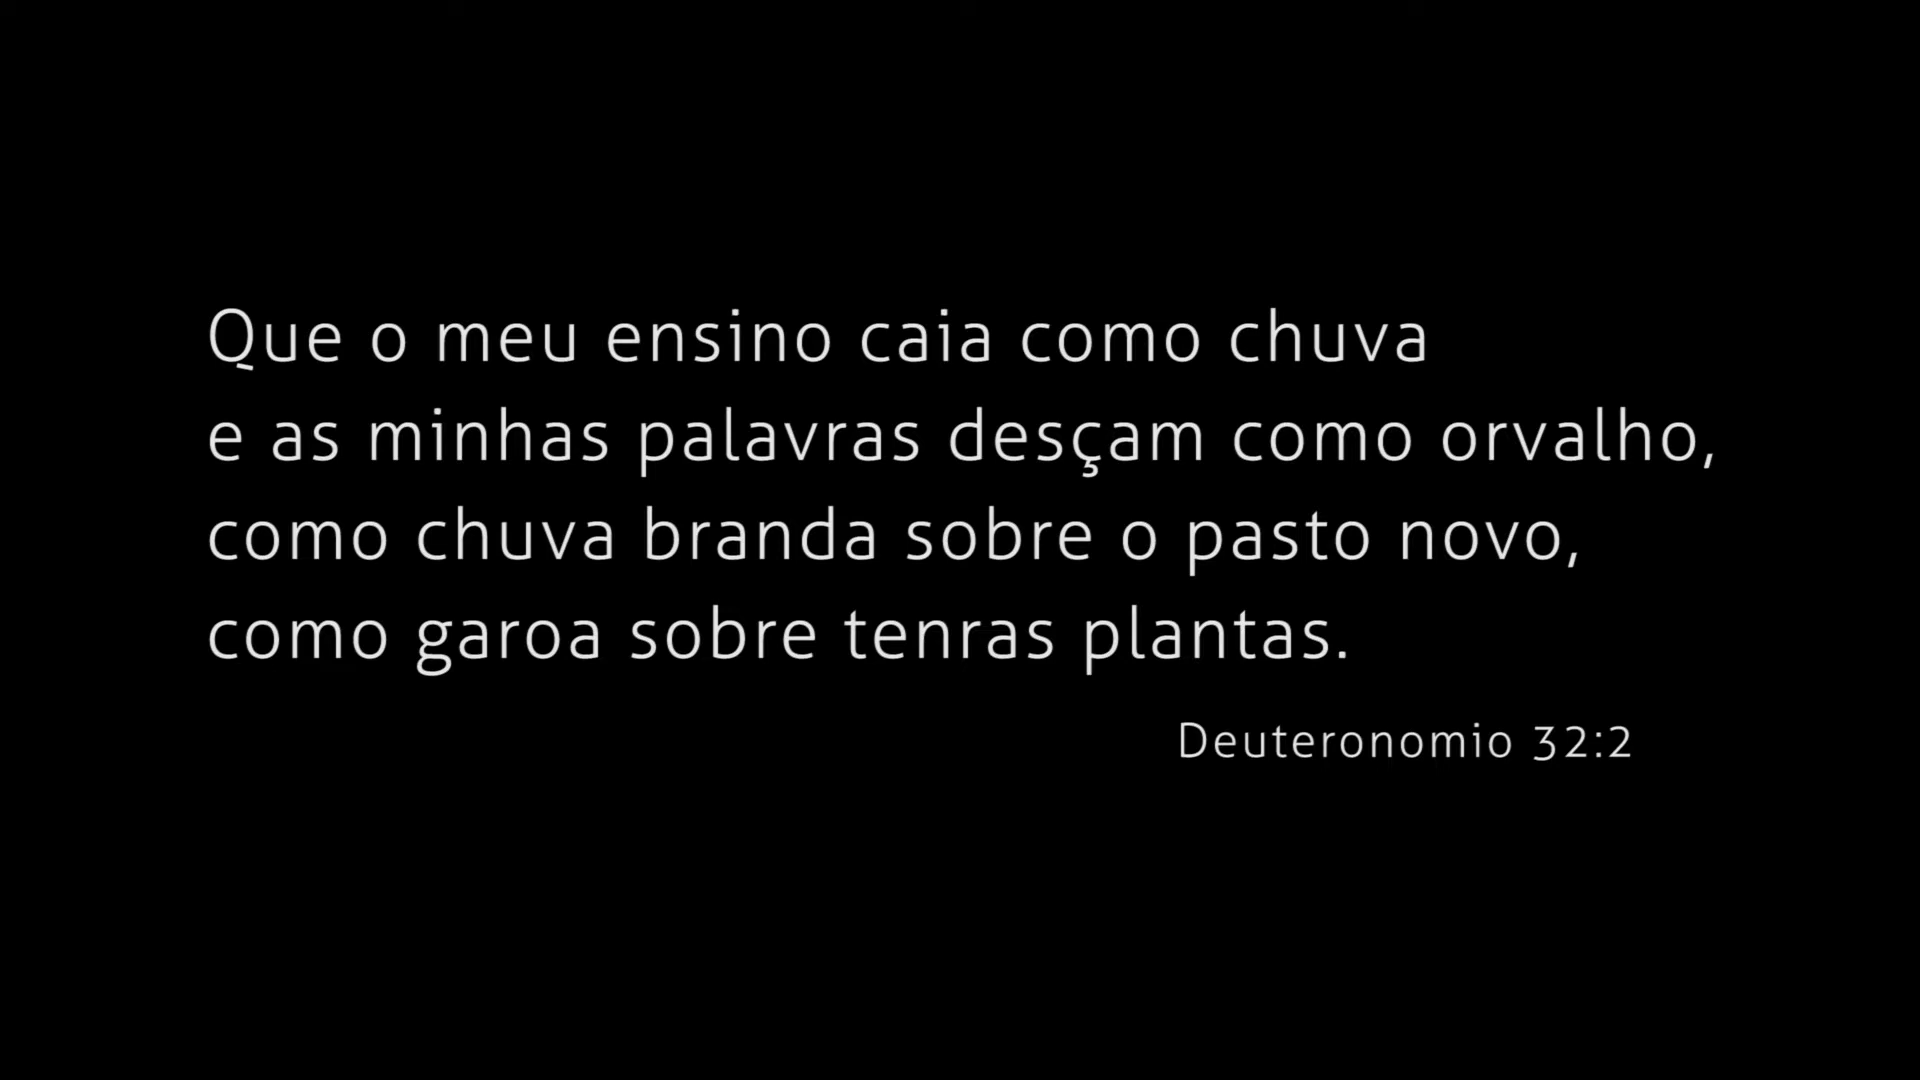 Que o meu ensino caia como chuva
e as minhas palavras desçam como orvalho,
como chuva branda sobre o pasto novo,
como garoa sobre tenras plantas.
Deuteronomio 32:2